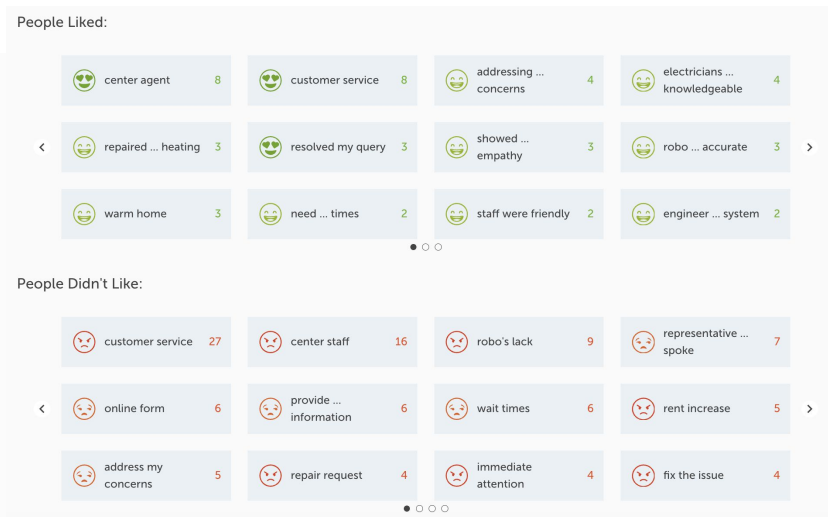 People Liked:
center agent 8
customer service 8
addressing ...
concerns 4
electricians ...
knowledgeable 4
repaired ... heating 3
resolved my query 3
showed ...
empathy 3
robo ... accurate 3
warm home 3
need ... times 2
staff were friendly 2
engineer ... system 2
People Didn't Like:
customer service 27
center staff 16
robo's lack 9
representative ...
spoke 7
online form 6
provide ...
information 6
wait times 6
rent increase 5
address my
concerns 5
repair request 4
immediate
attention 4
fix the issue 4